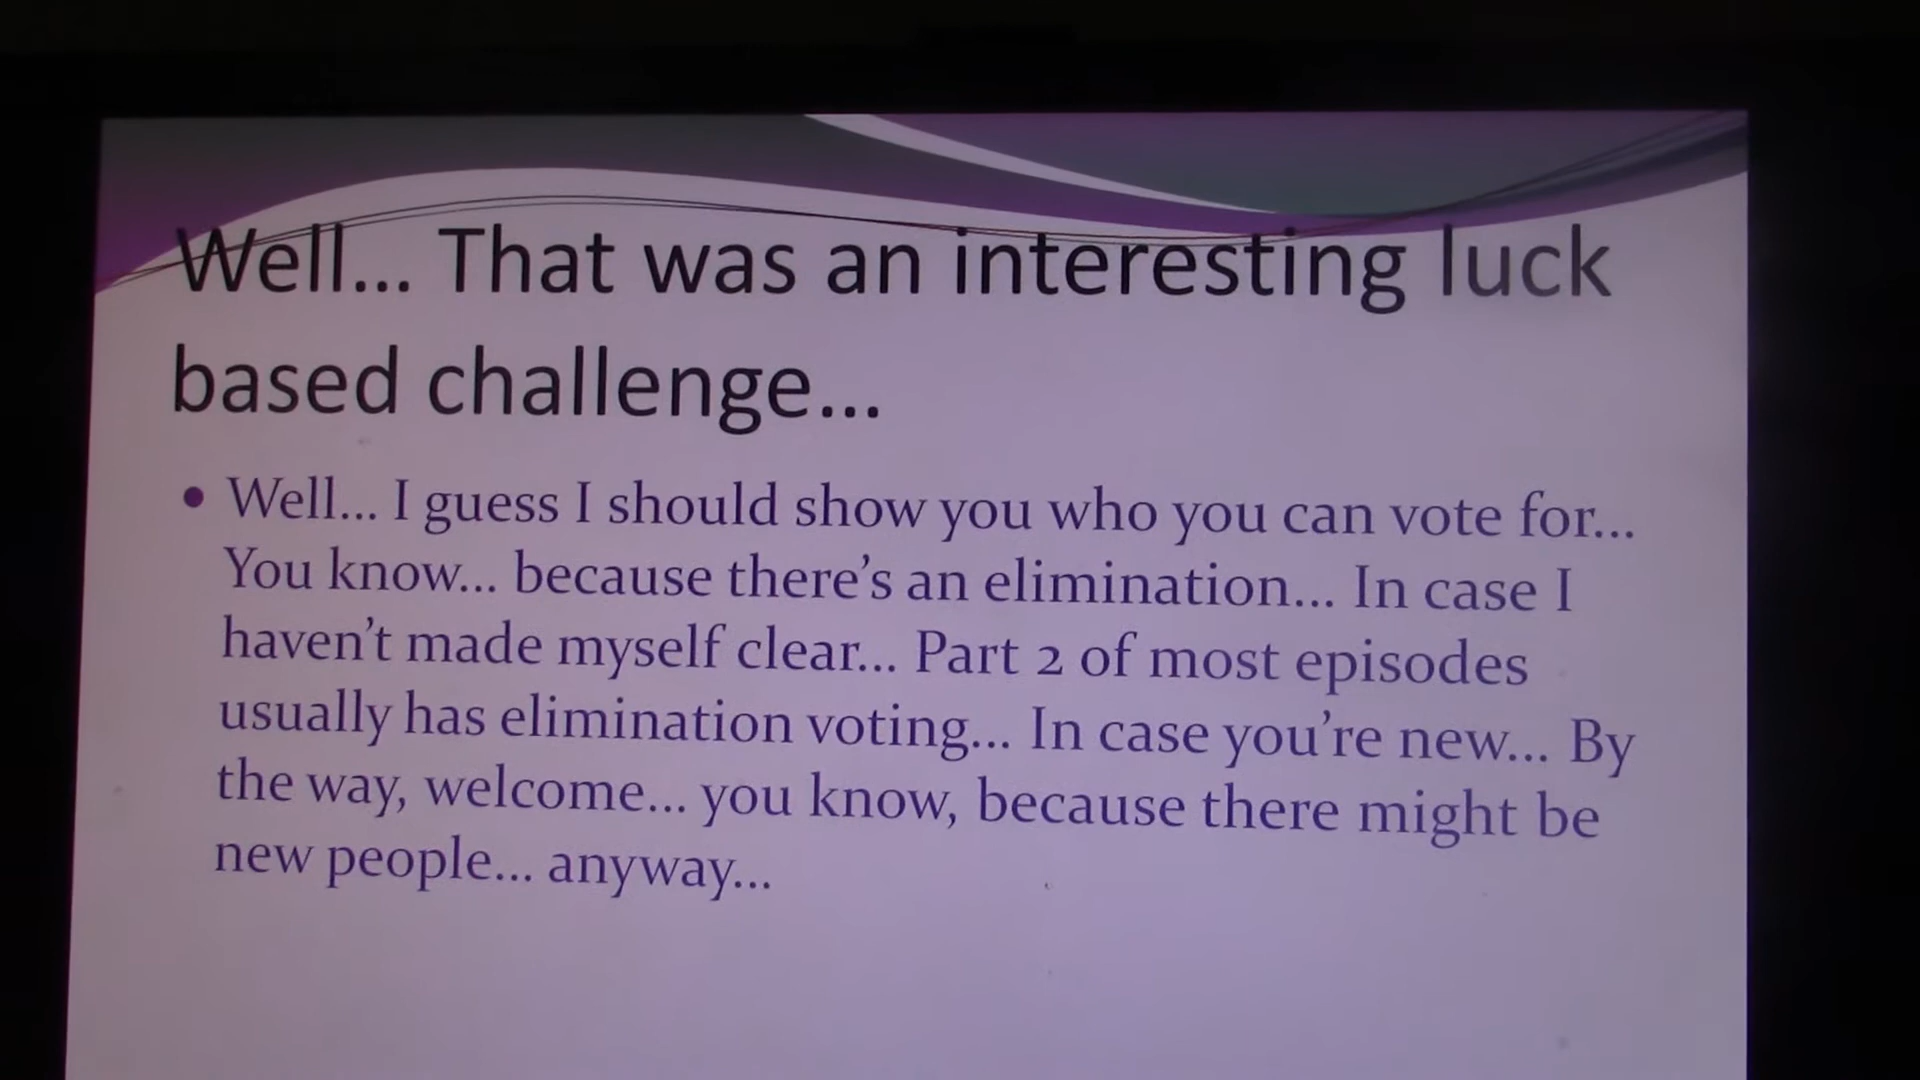 Well... That was an interesting luck
based challenge...
• Well... I guess I should show you who you can vote for...
You know... because there's an elimination... In case I
haven't made myself clear... Part 2 of most episodes
usually has elimination voting... In case you're new... By
the way, welcome... you know, because there might be
new people... anyway...